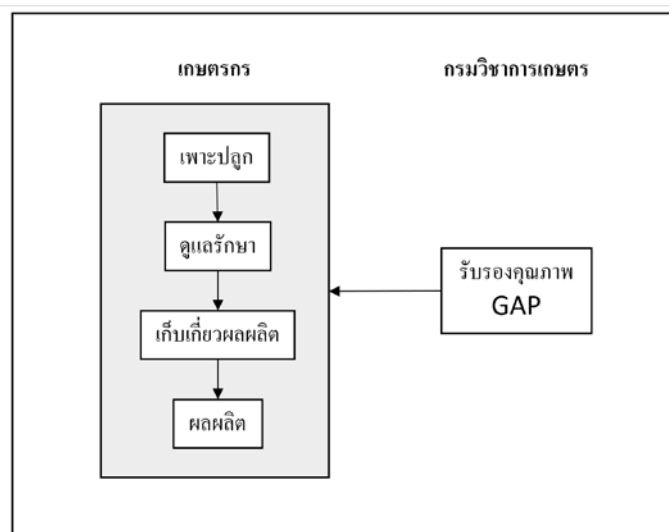 เกษตรกร
กรมวิชาการเกษตร
เพาะปลูก
ดูแลรักษา
รับรองคุณภาพ
GAP
เก็บเกี่ยวผลผลิต
ผลผลิต